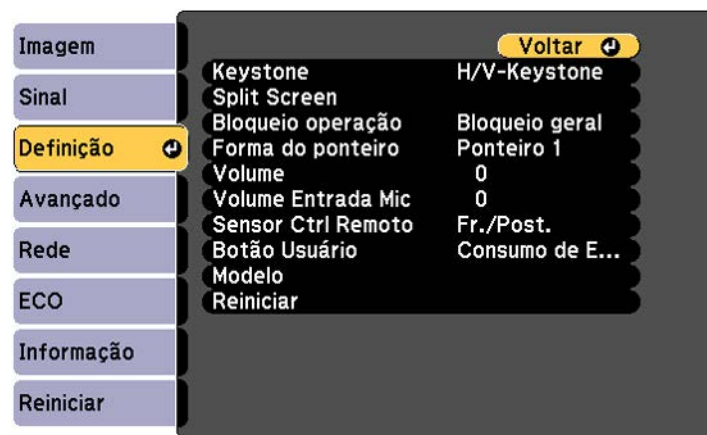 Imagem
Sinal
Definição
Avançado
Rede
ECO
Informação
Reiniciar
Voltar
Keystone H/V-Keystone
Split Screen
Bloqueio operação Bloqueio geral
Forma do ponteiro Ponteiro 1
Volume 0
Volume Entrada Mic 0
Sensor Ctrl Remoto Fr./Post.
Botão Usuário Consumo de E...
Modelo
Reiniciar